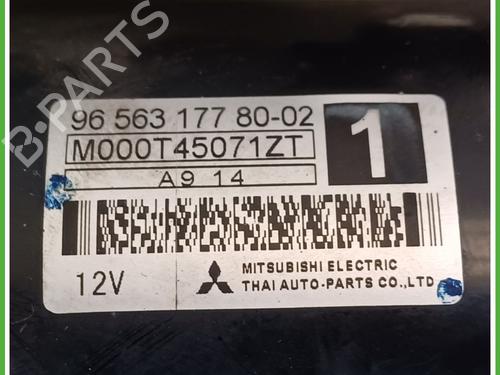 B-PARTS
96 563 177 80-02
M000T45071ZT
1
A9 14
12V
MITSUBISHI ELECTRIC
THAI AUTO-PARTS CO.,LTD.